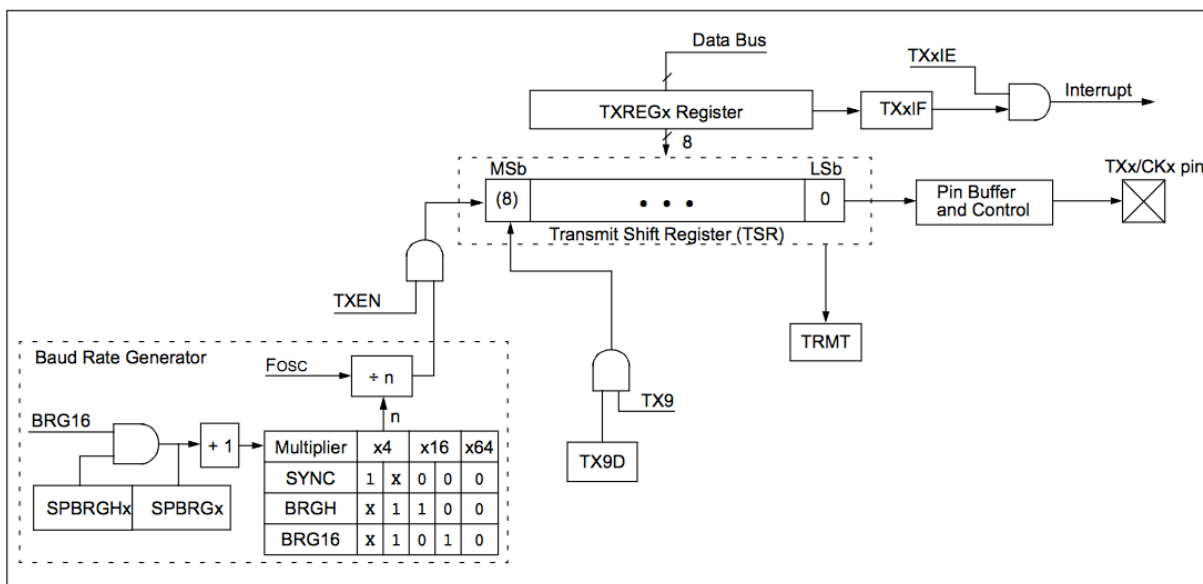 Data Bus
TXxIE
Interrupt
TXREGx Register
TXxIF
8
MSb
LSb
TXx/CKx pin
(8)
• • •
0
Pin Buffer
and Control
Transmit Shift Register (TSR)
TXEN
TRMT
Baud Rate Generator
FOSC
÷ n
n
TX9
BRG16
+ 1
Multiplier x4 x16 x64
TX9D
SYNC 1 x 0 0 0
SPBRGHx SPBRGx
BRGH x 1 1 0 0
BRG16 x 1 0 1 0